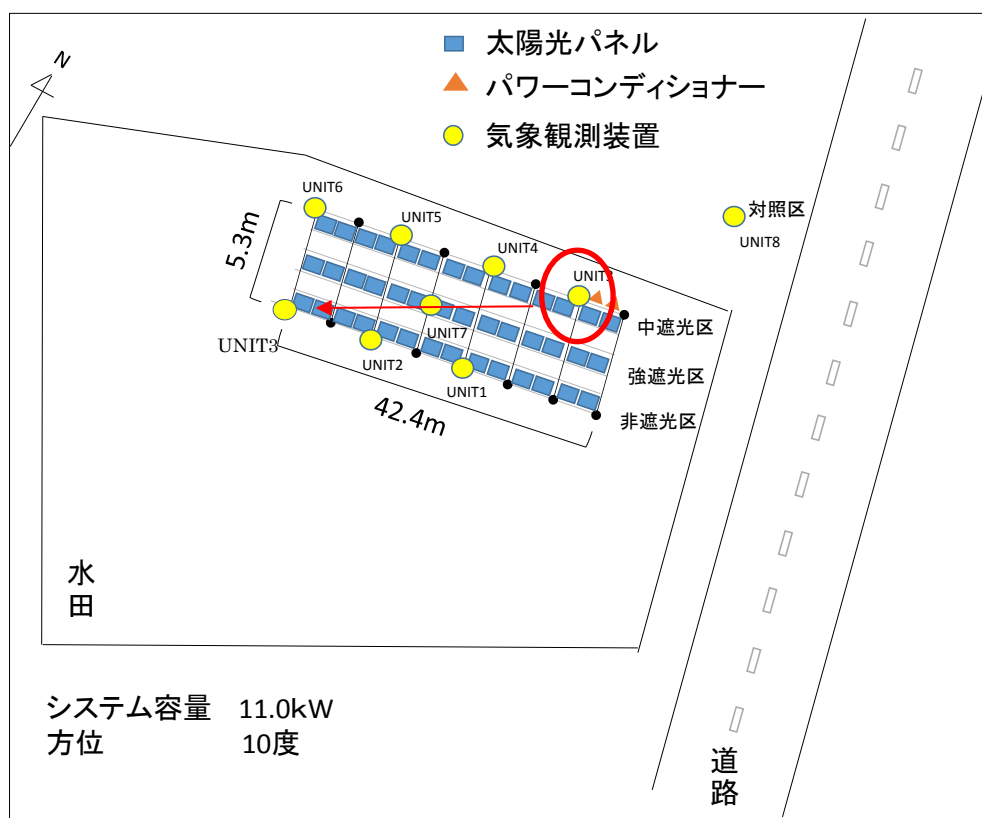 太陽光パネル
パワーコンディショナー
気象観測装置
N
UNIT6
UNIT5
UNIT4
対照区
UNIT8
5.3m
中遮光区
UNIT7
UNIT3
UNIT2
UNIT1
強遮光区
非遮光区
42.4m
水田
システム容量 11.0kW
方位 10度
道路